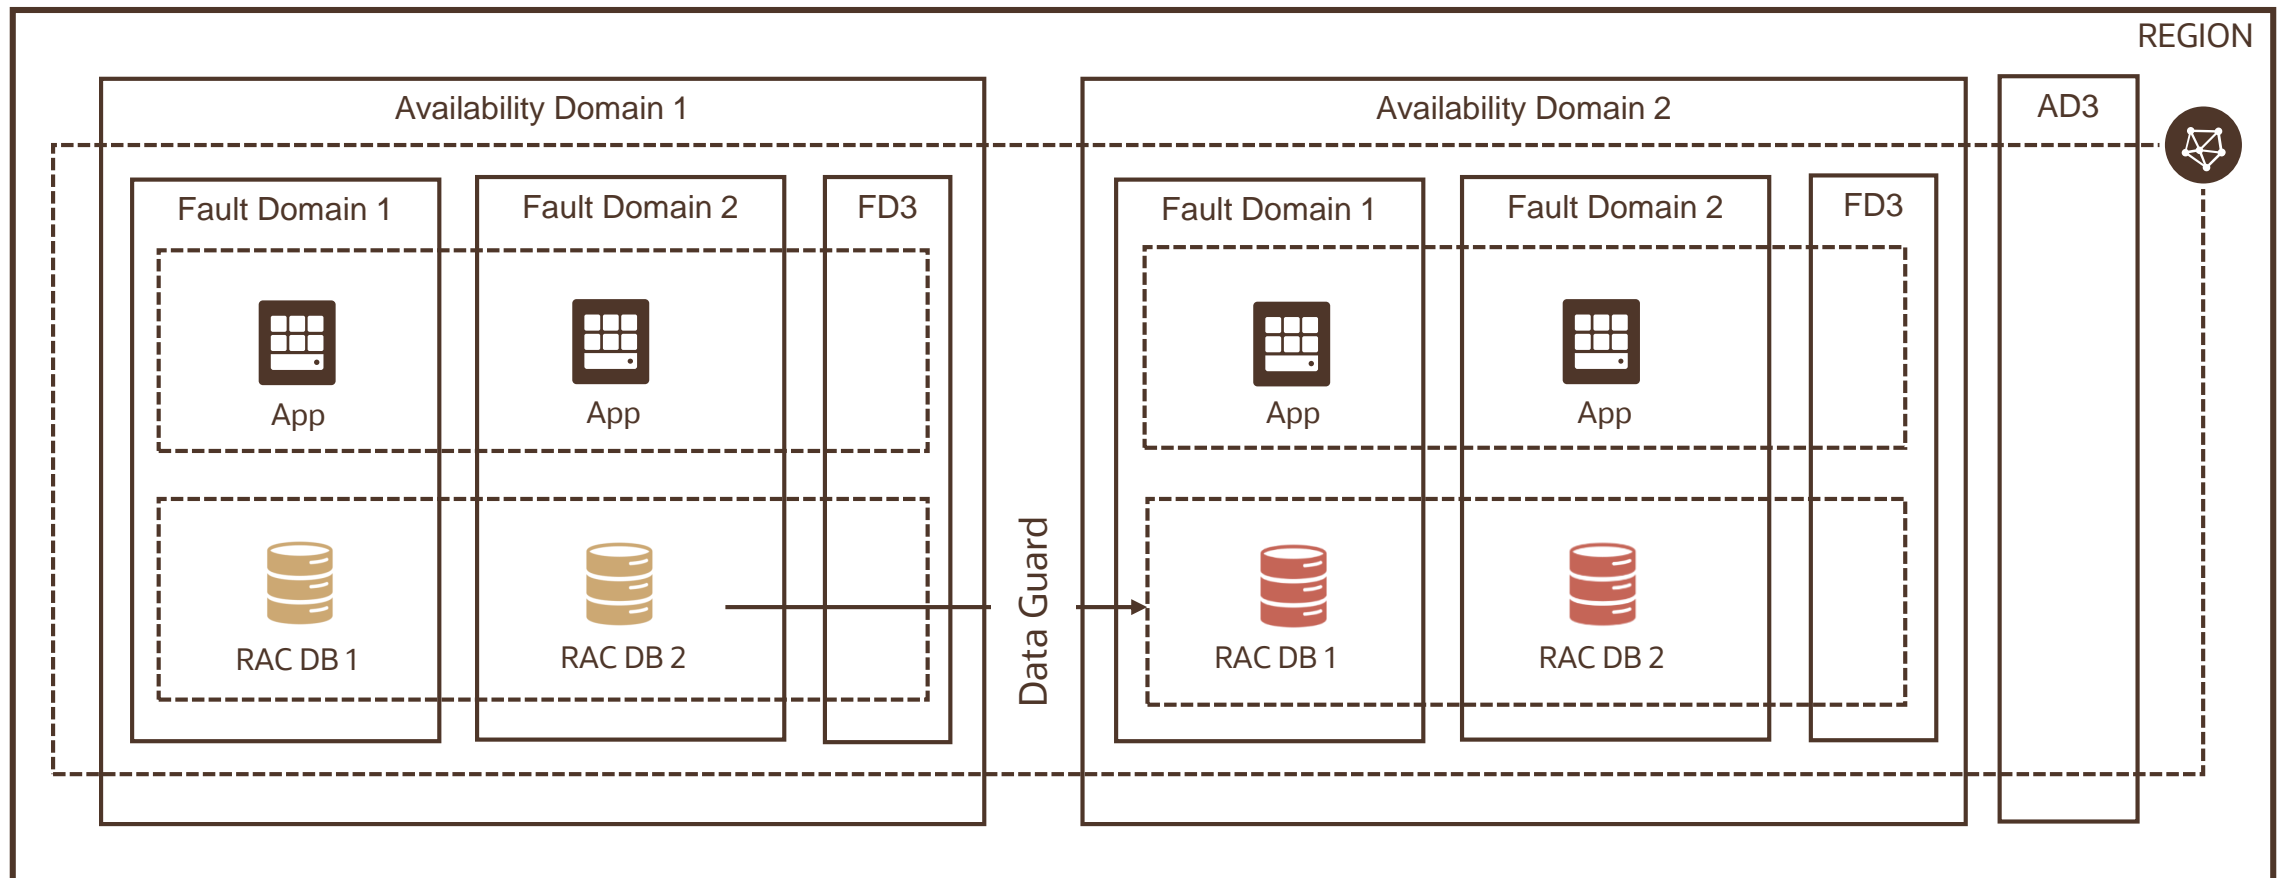 REGION
Availability Domain 1
Availability Domain 2
AD3
Fault Domain 1
Fault Domain 2
FD3
Fault Domain 1
Fault Domain 2
FD3
App
App
App
App
Data Guard
RAC DB 1
RAC DB 2
RAC DB 1
RAC DB 2